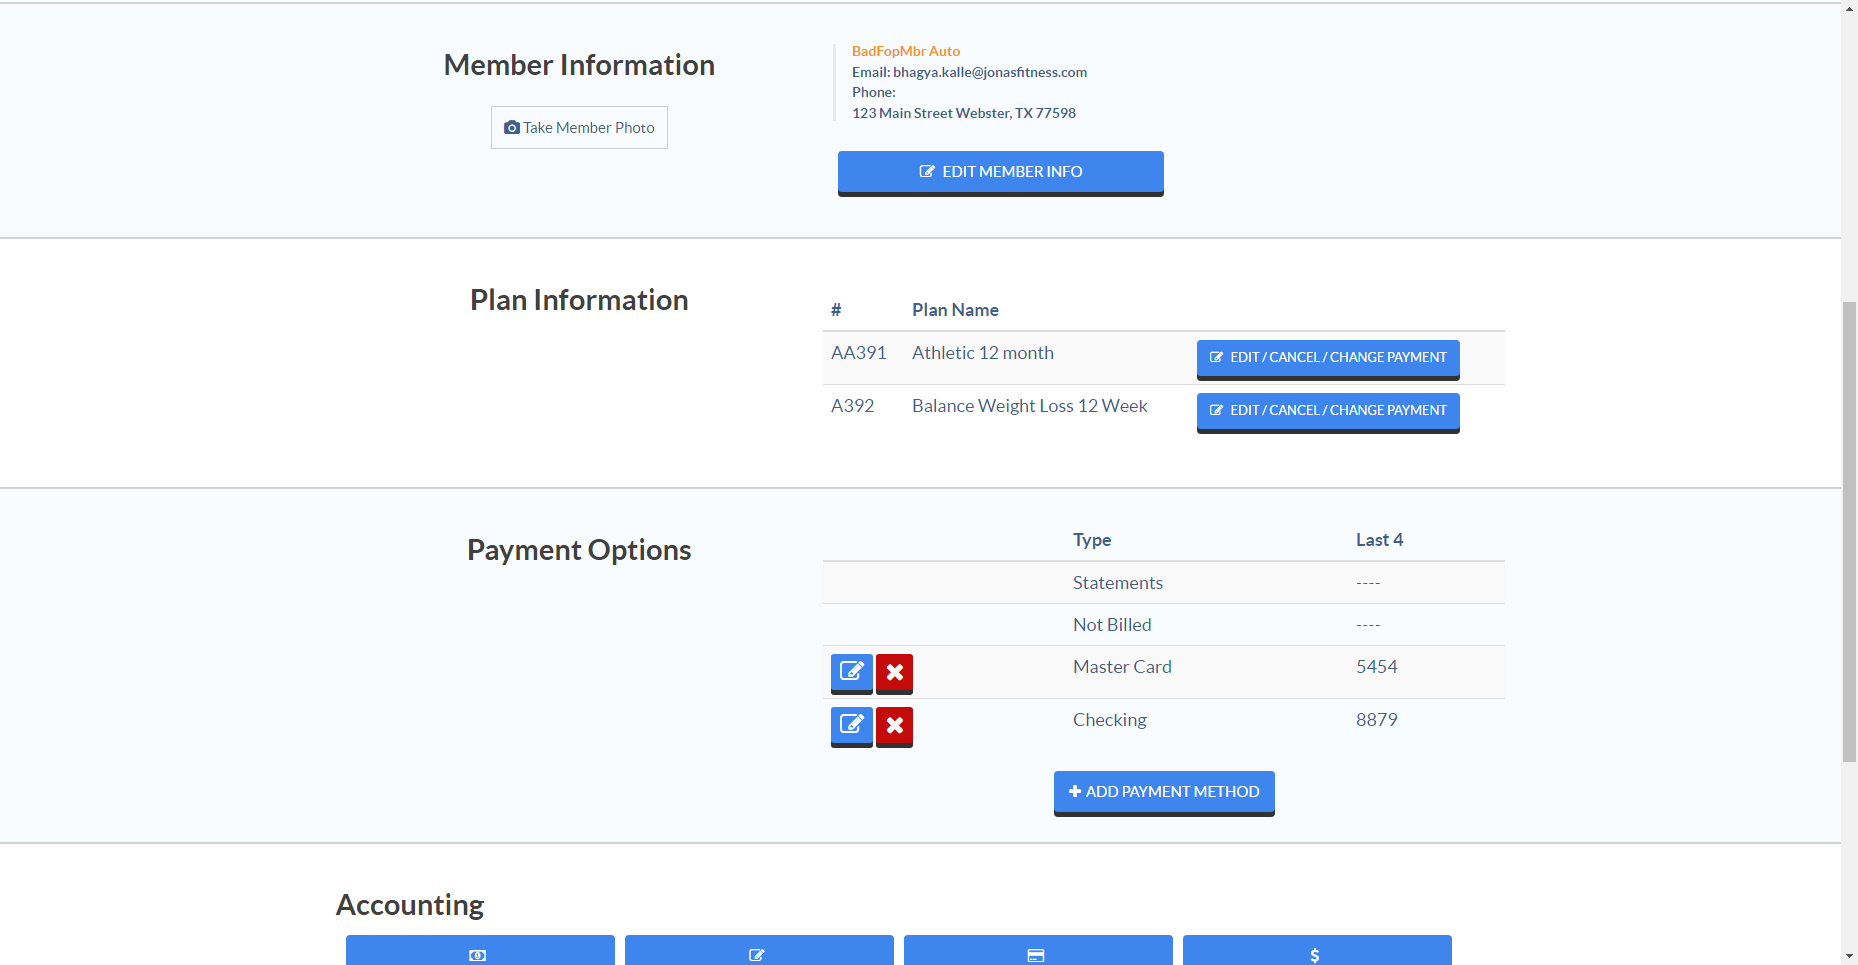 Member Information
Take Member Photo
BadFopMbr Auto
Email: bhagya.kalle@jonasfitness.com
Phone:
123 Main Street Webster, TX 77598
EDIT MEMBER INFO
Plan Information
# Plan Name
AA391 Athletic 12 month EDIT / CANCEL / CHANGE PAYMENT
A392 Balance Weight Loss 12 Week EDIT / CANCEL / CHANGE PAYMENT
Payment Options
Type Last 4
Statements ----
Not Billed ----
Master Card 5454
Checking 8879
ADD PAYMENT METHOD
Accounting